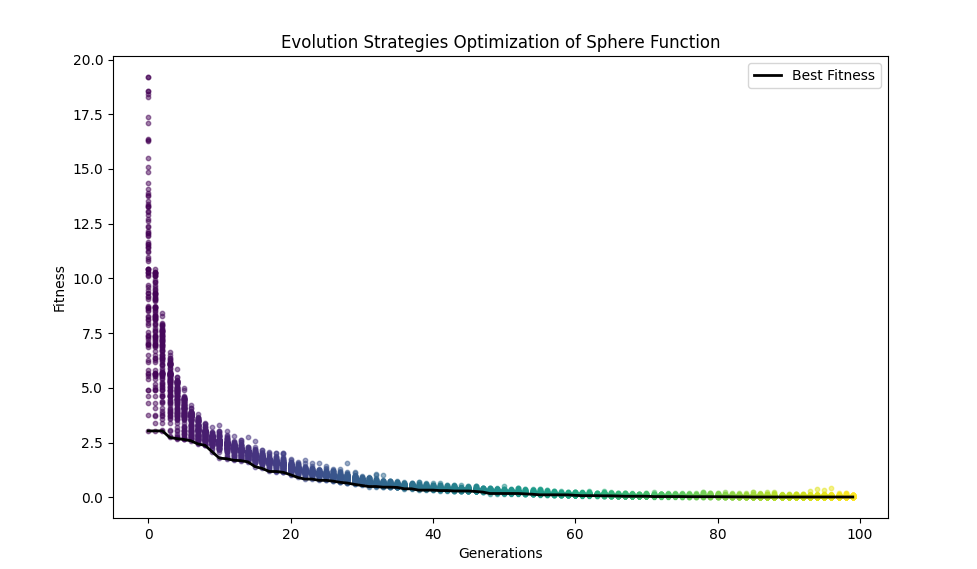 Evolution Strategies Optimization of Sphere Function
Best Fitness
Fitness
20.0
17.5
15.0
12.5
10.0
7.5
5.0
2.5
0.0
0 20 40 60 80 100
Generations